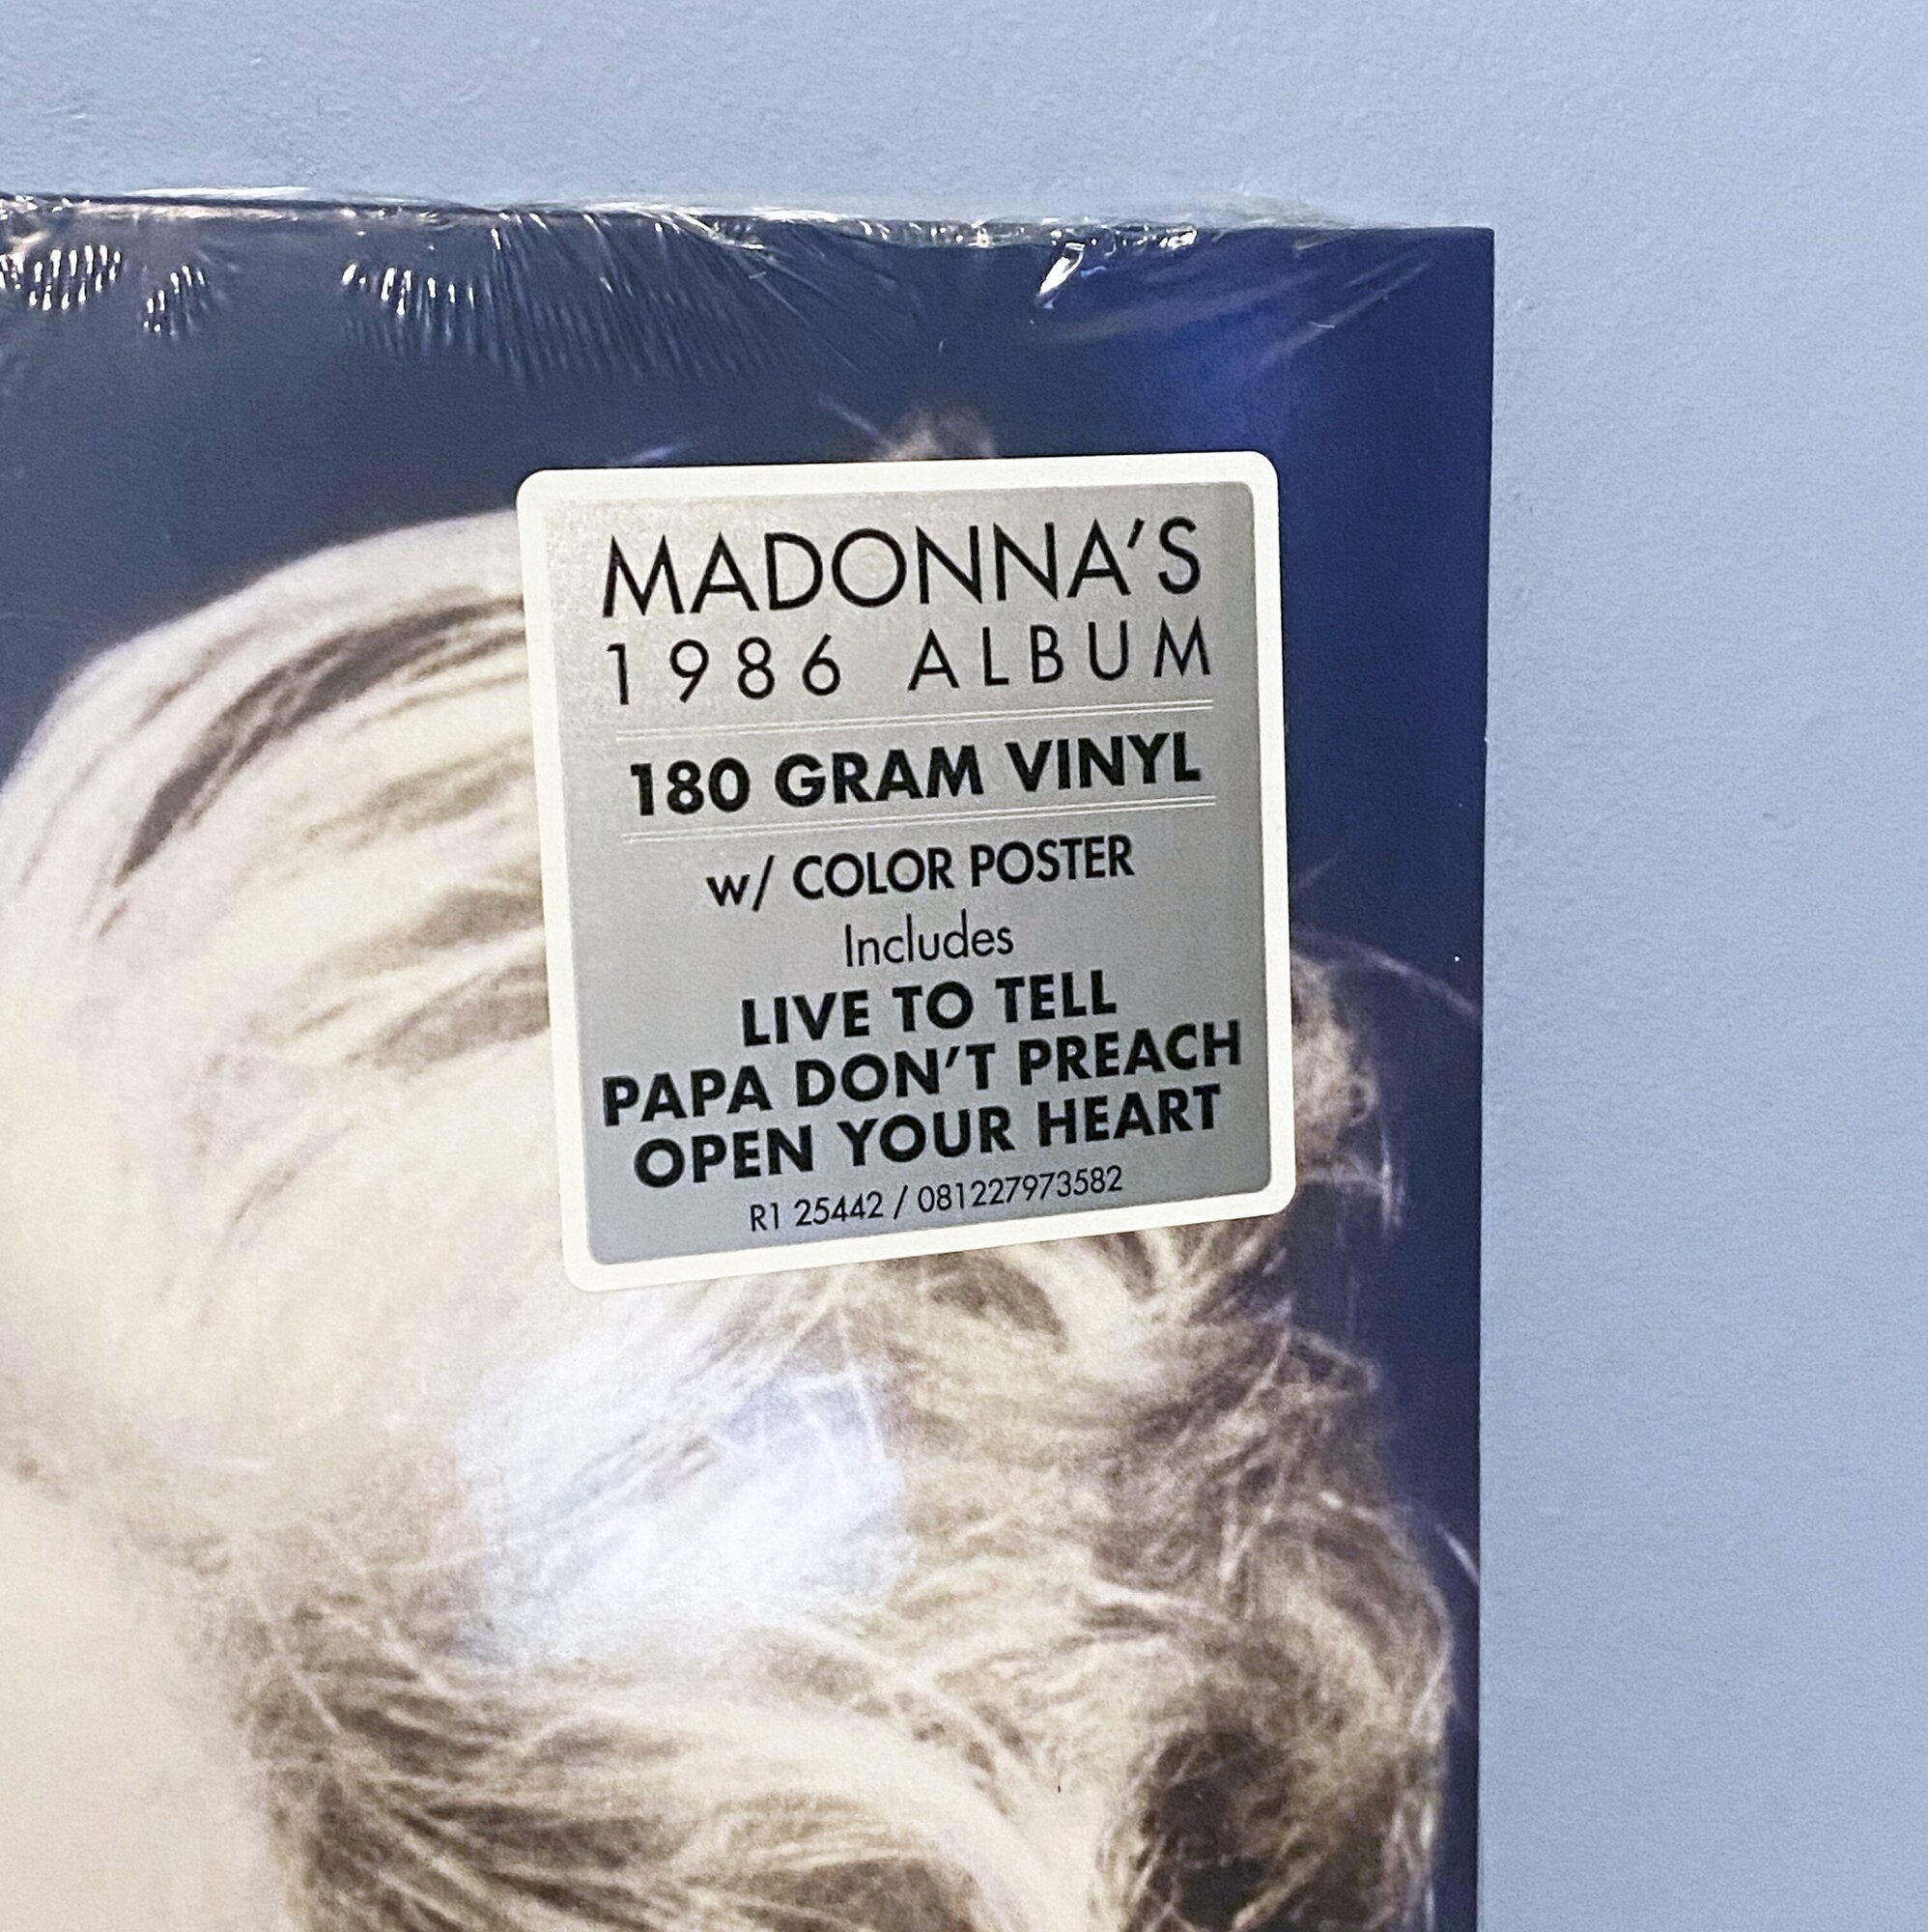 MADONNA'S
1986 ALBUM
180 GRAM VINYL
w/ COLOR POSTER
Includes
LIVE TO TELL
PAPA DON'T PREACH
OPEN YOUR HEART
R1 25442 / 081227973582